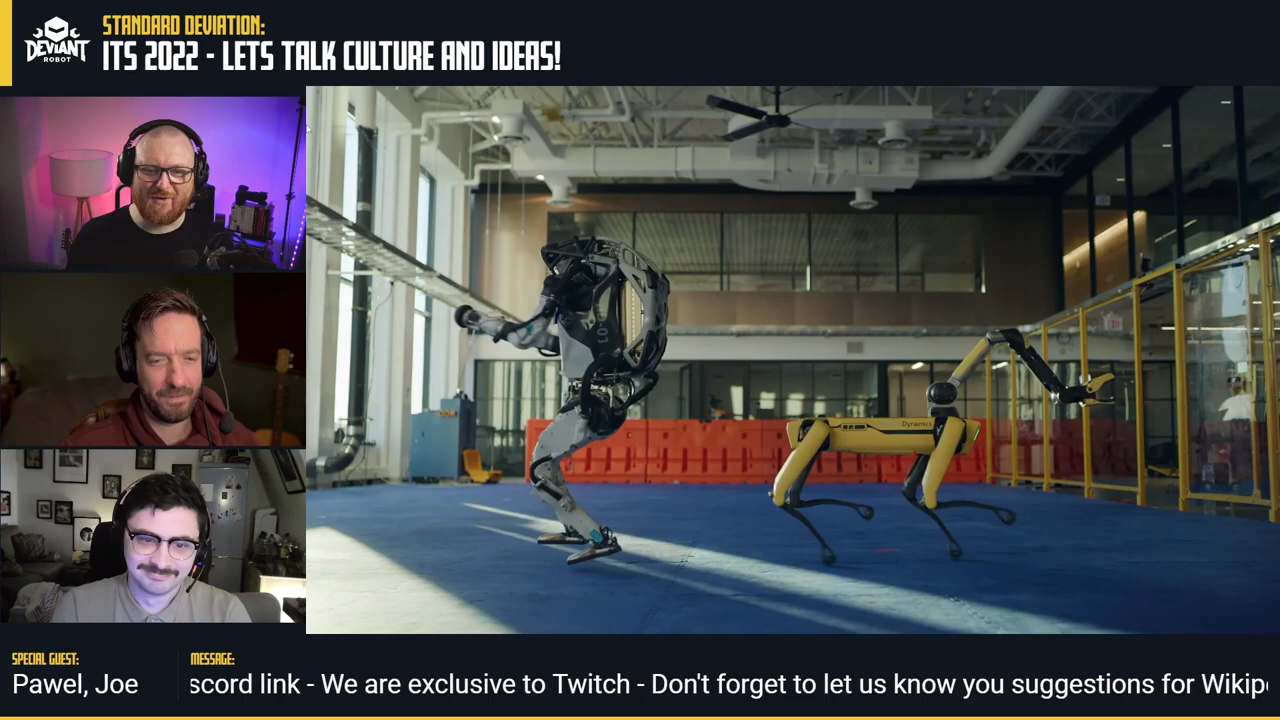 DEVIANT
ROBOT
STANDARD DEVIATION:
ITS 2022 - LETS TALK CULTURE AND IDEAS!
Dynamics
SPECIAL GUEST:
Pawel, Joe
MESSAGE:
scord link - We are exclusive to Twitch - Don't forget to let us know you suggestions for Wikip